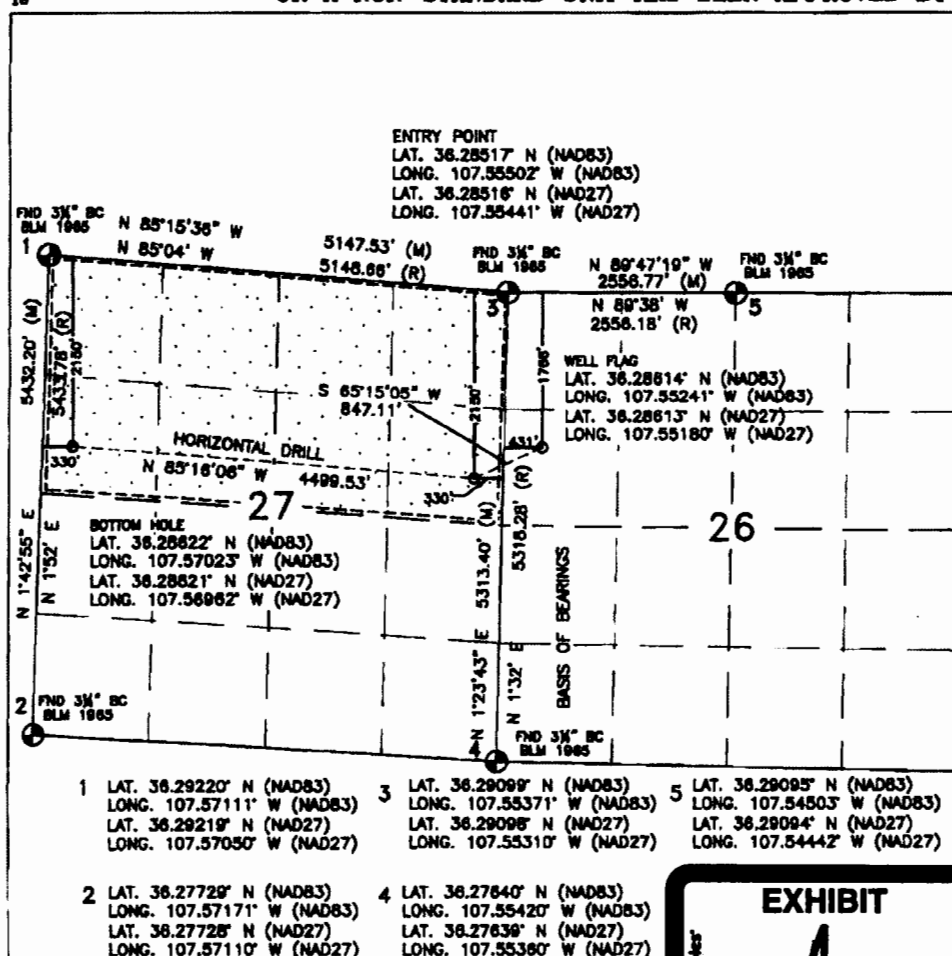 ENTRY POINT
LAT. 36.28517° N (NAD83)
LONG. 107.55502° W (NAD83)
LAT. 36.28516° N (NAD27)
LONG. 107.55441° W (NAD27)
FND 3¼" BC
BLM 1965
N 85°15'36" W
N 85°04' W
5147.53' (M)
5146.66' (R)
FND 3¼" BC
BLM 1965
N 89°47'19" W
2556.77' (M)
N 89°38' W
2556.18' (R)
FND 3¼" BC
BLM 1965
1
3
5
5432.20' (M)
5433.78' (R)
2150'
2150'
1766'
WELL FLAG
LAT. 36.28614° N (NAD83)
LONG. 107.55241° W (NAD83)
LAT. 36.28613° N (NAD27)
LONG. 107.55180° W (NAD27)
S 65°15'05" W
847.11'
431'
HORIZONTAL DRILL
330'
N 85°16'06" W
4499.53'
330'
27
26
BOTTOM HOLE
LAT. 36.28622° N (NAD83)
LONG. 107.57023° W (NAD83)
LAT. 36.28621° N (NAD27)
LONG. 107.56962° W (NAD27)
N 1°42'55" E
N 1°52' E
5313.40' (M)
5318.28' (R)
N 1°23'43" E
N 1°32' E
BASIS OF BEARINGS
2
FND 3¼" BC
BLM 1965
4
FND 3¼" BC
BLM 1965
1 LAT. 36.29220° N (NAD83)
LONG. 107.57111° W (NAD83)
LAT. 36.29219° N (NAD27)
LONG. 107.57050° W (NAD27)
3 LAT. 36.29099° N (NAD83)
LONG. 107.55371° W (NAD83)
LAT. 36.29098° N (NAD27)
LONG. 107.55310° W (NAD27)
5 LAT. 36.29095° N (NAD83)
LONG. 107.54503° W (NAD83)
LAT. 36.29094° N (NAD27)
LONG. 107.54442° W (NAD27)
2 LAT. 36.27729° N (NAD83)
LONG. 107.57171° W (NAD83)
LAT. 36.27728° N (NAD27)
LONG. 107.57110° W (NAD27)
4 LAT. 36.27640° N (NAD83)
LONG. 107.55420° W (NAD83)
LAT. 36.27639° N (NAD27)
LONG. 107.55360° W (NAD27)
EXHIBIT